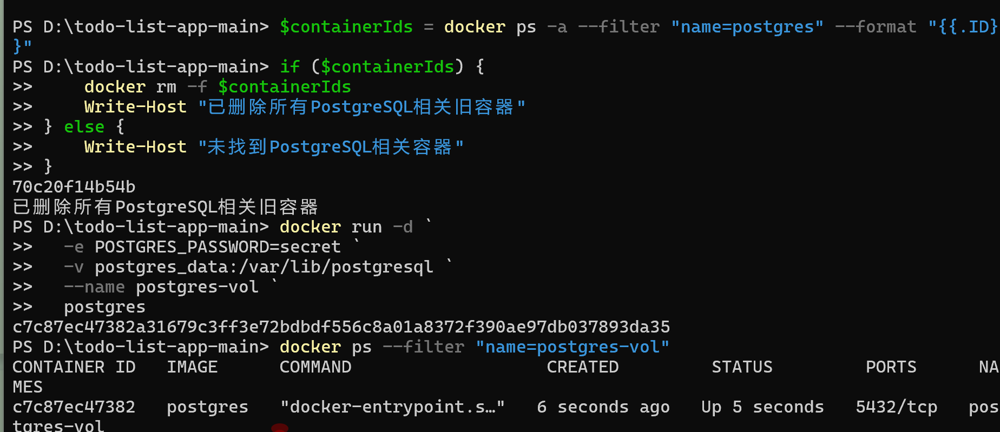 PS D:\todo-list-app-main> $containerIds = docker ps -a --filter "name=postgres" --format "{{.ID}
}"
PS D:\todo-list-app-main> if ($containerIds) {
>>     docker rm -f $containerIds
>>     Write-Host "已删除所有PostgreSQL相关旧容器"
>> } else {
>>     Write-Host "未找到PostgreSQL相关容器"
>> }
70c20f14b54b
已删除所有PostgreSQL相关旧容器
PS D:\todo-list-app-main> docker run -d `
>>   -e POSTGRES_PASSWORD=secret `
>>   -v postgres_data:/var/lib/postgresql `
>>   --name postgres-vol `
>>   postgres
c7c87ec47382a31679c3ff3e72bdbdf556c8a01a8372f390ae97db037893da35
PS D:\todo-list-app-main> docker ps --filter "name=postgres-vol"
CONTAINER ID   IMAGE      COMMAND                   CREATED         STATUS         PORTS      NA
MES
c7c87ec47382   postgres   "docker-entrypoint.s…"   6 seconds ago   Up 5 seconds   5432/tcp   pos
tgres-vol